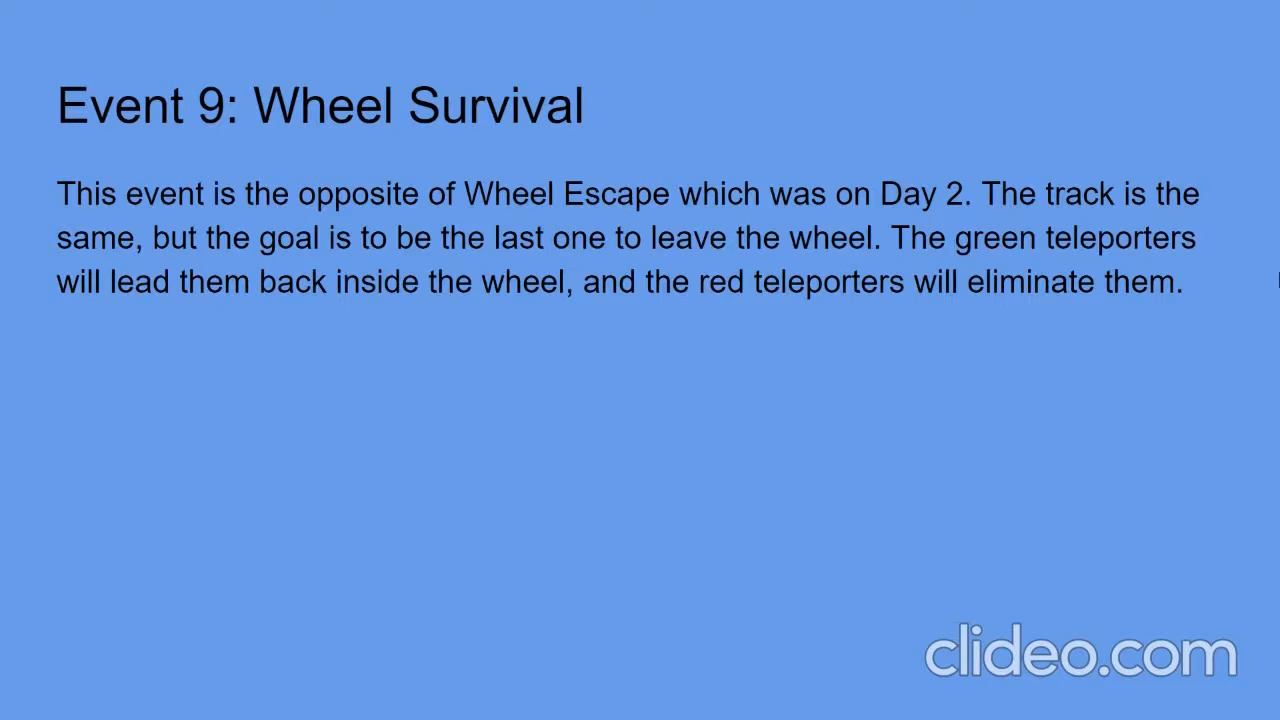 Event 9: Wheel Survival
This event is the opposite of Wheel Escape which was on Day 2. The track is the
same, but the goal is to be the last one to leave the wheel. The green teleporters
will lead them back inside the wheel, and the red teleporters will eliminate them.
clideo.com